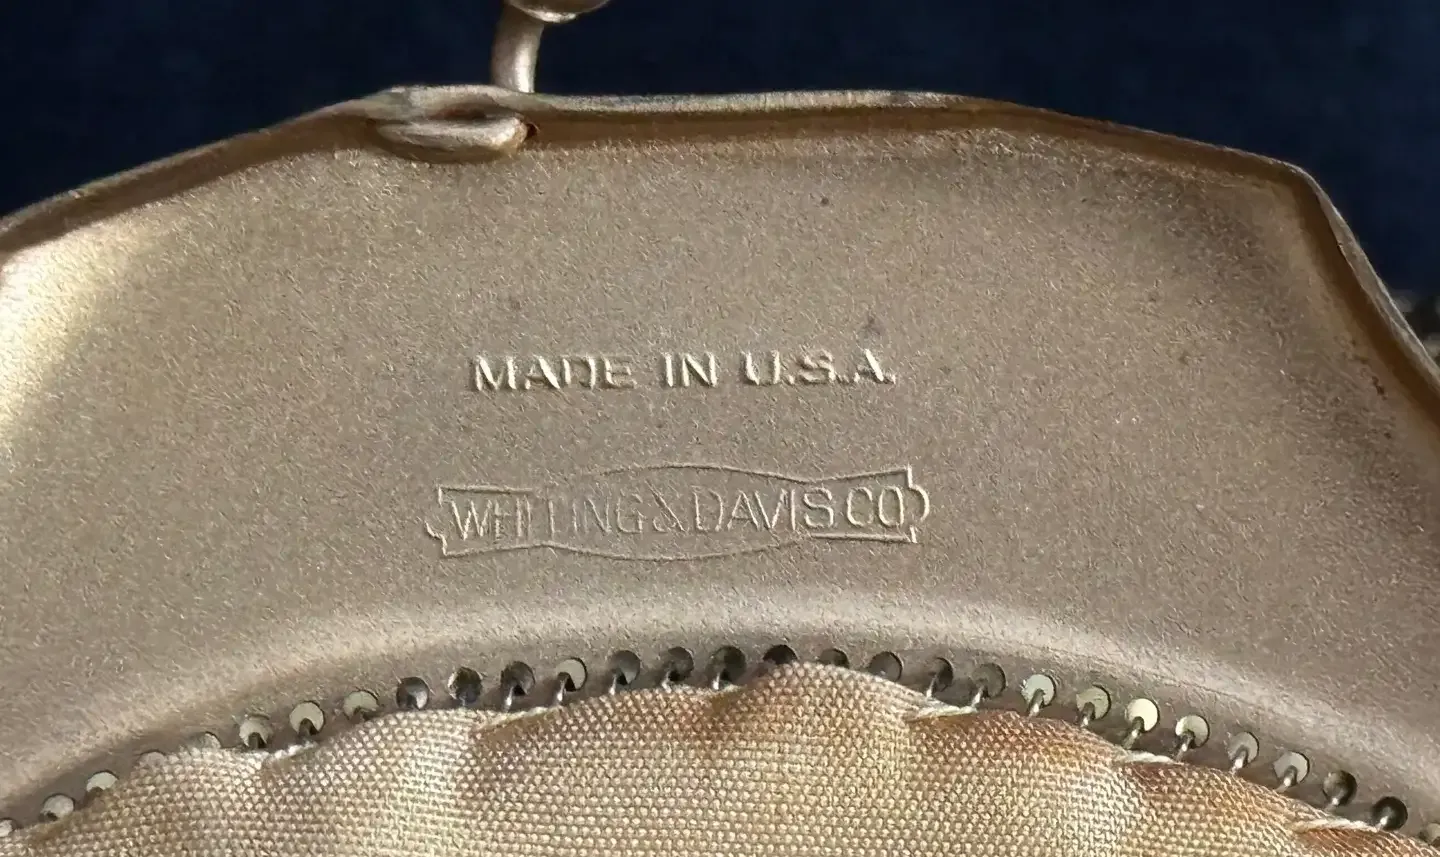 MADE IN U.S.A.
WHITING & DAVIS CO